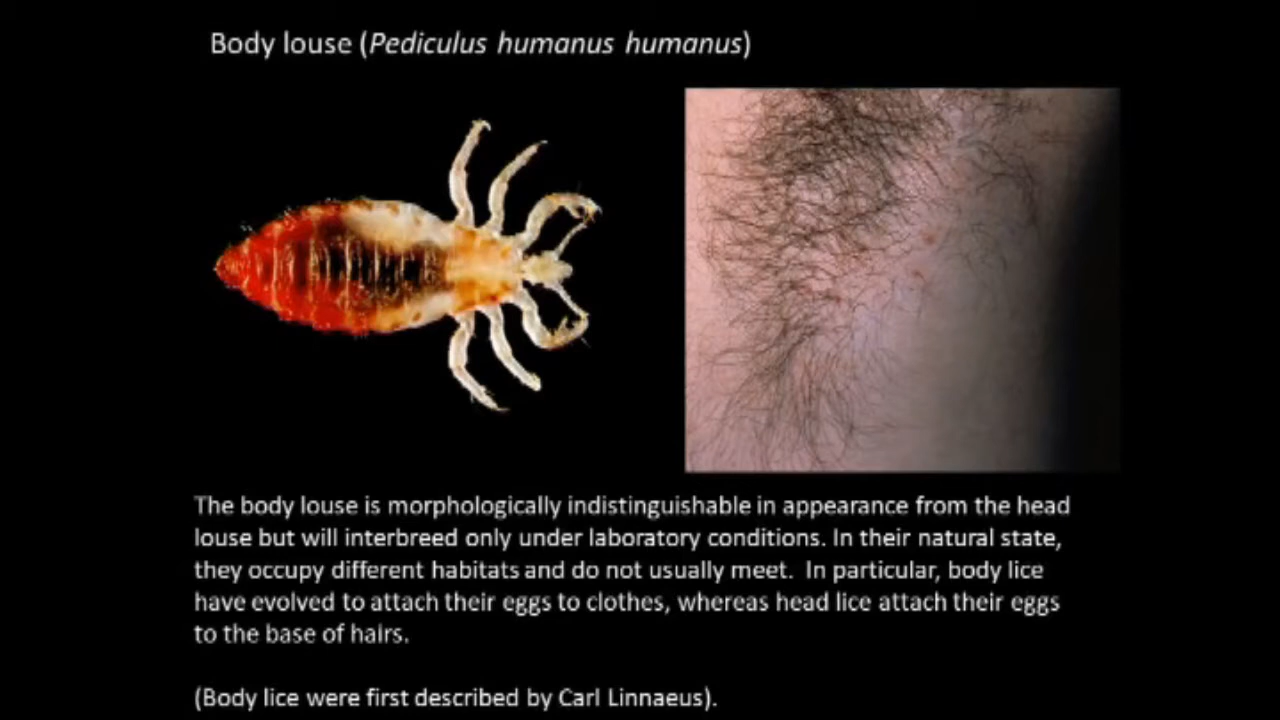 Body louse (Pediculus humanus humanus)
The body louse is morphologically indistinguishable in appearance from the head
louse but will interbreed only under laboratory conditions. In their natural state,
they occupy different habitats and do not usually meet.  In particular, body lice
have evolved to attach their eggs to clothes, whereas head lice attach their eggs
to the base of hairs.
(Body lice were first described by Carl Linnaeus).